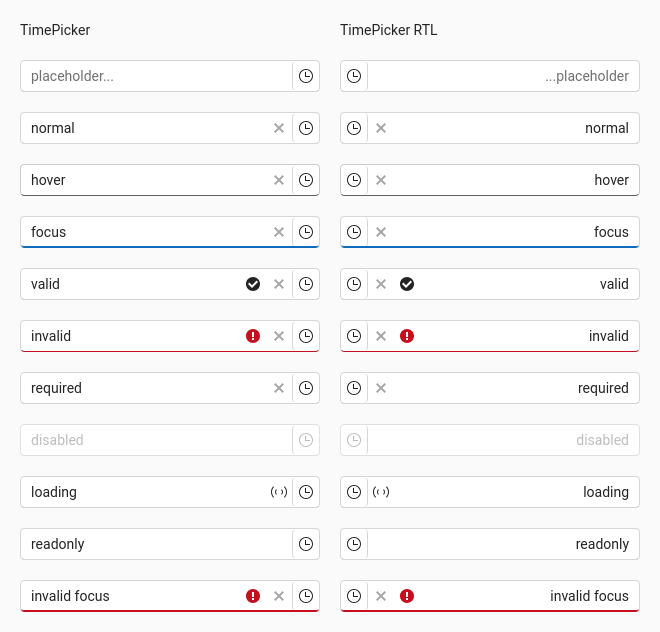 TimePicker TimePicker RTL
placeholder... ...placeholder
normal normal
hover hover
focus focus
valid valid
invalid invalid
required required
disabled disabled
loading loading
readonly readonly
invalid focus invalid focus